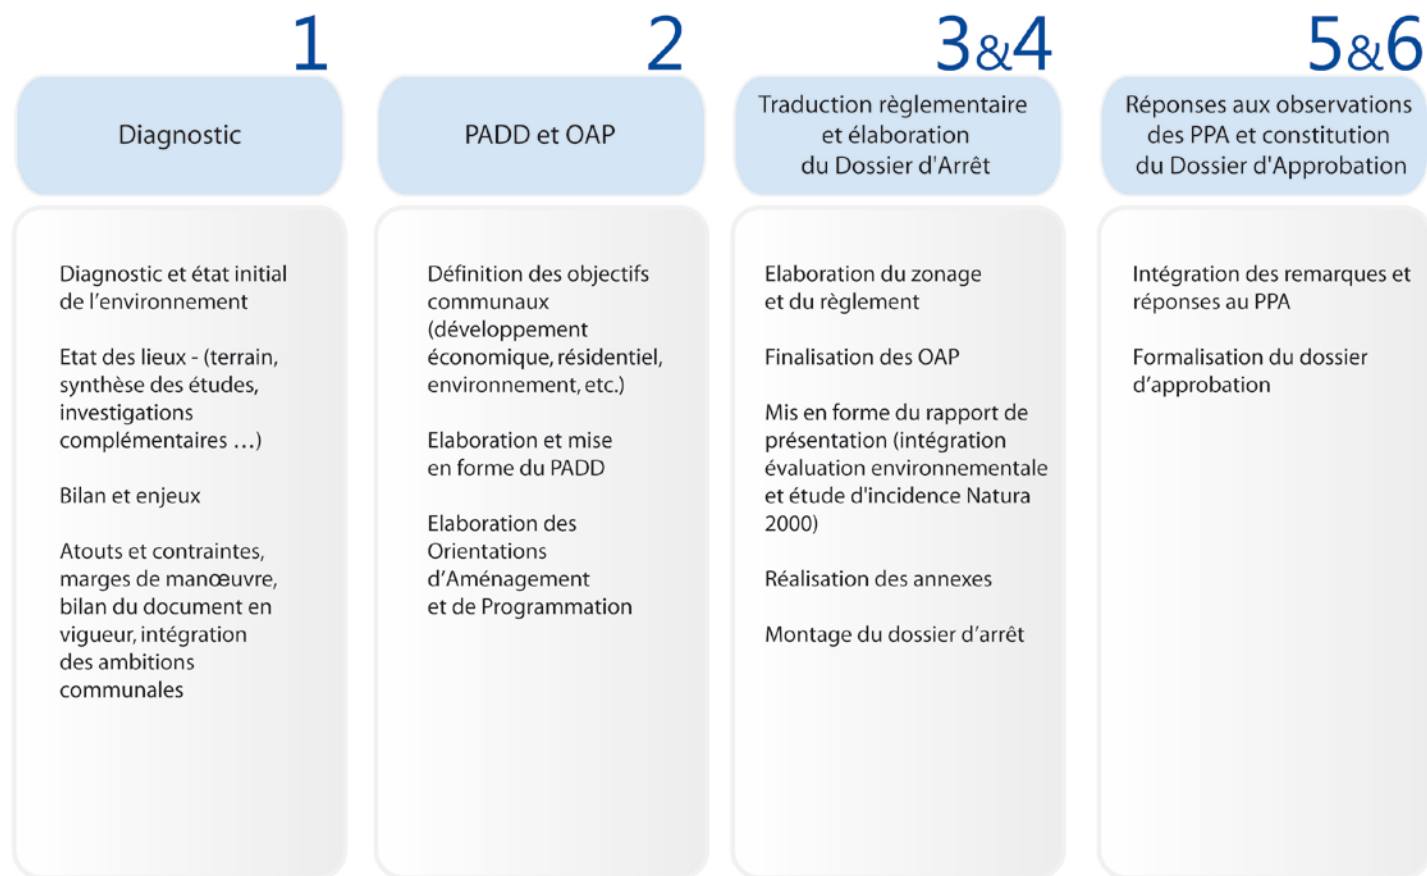 1
Diagnostic
Diagnostic et état initial
de l’environnement
Etat des lieux - (terrain,
synthèse des études,
investigations
complémentaires …)
Bilan et enjeux
Atouts et contraintes,
marges de manœuvre,
bilan du document en
vigueur, intégration
des ambitions
communales
2
PADD et OAP
Définition des objectifs
communaux
(développement
économique, résidentiel,
environnement, etc.)
Elaboration et mise
en forme du PADD
Elaboration des
Orientations
d’Aménagement
et de Programmation
3&4
Traduction règlementaire
et élaboration
du Dossier d'Arrêt
Elaboration du zonage
et du règlement
Finalisation des OAP
Mis en forme du rapport de
présentation (intégration
évaluation environnementale
et étude d'incidence Natura
2000)
Réalisation des annexes
Montage du dossier d’arrêt
5&6
Réponses aux observations
des PPA et constitution
du Dossier d'Approbation
Intégration des remarques et
réponses au PPA
Formalisation du dossier
d’approbation